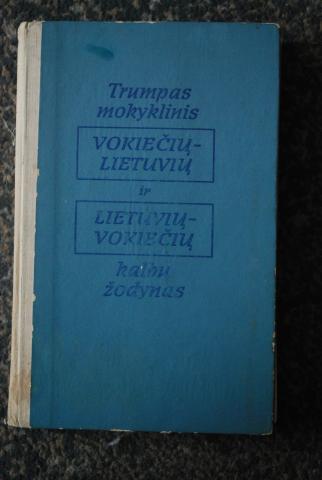 Trumpas
mokyklinis
VOKIEČIŲ-
LIETUVIŲ
ir
LIETUVIŲ-
VOKIEČIŲ
kalbų
žodynas